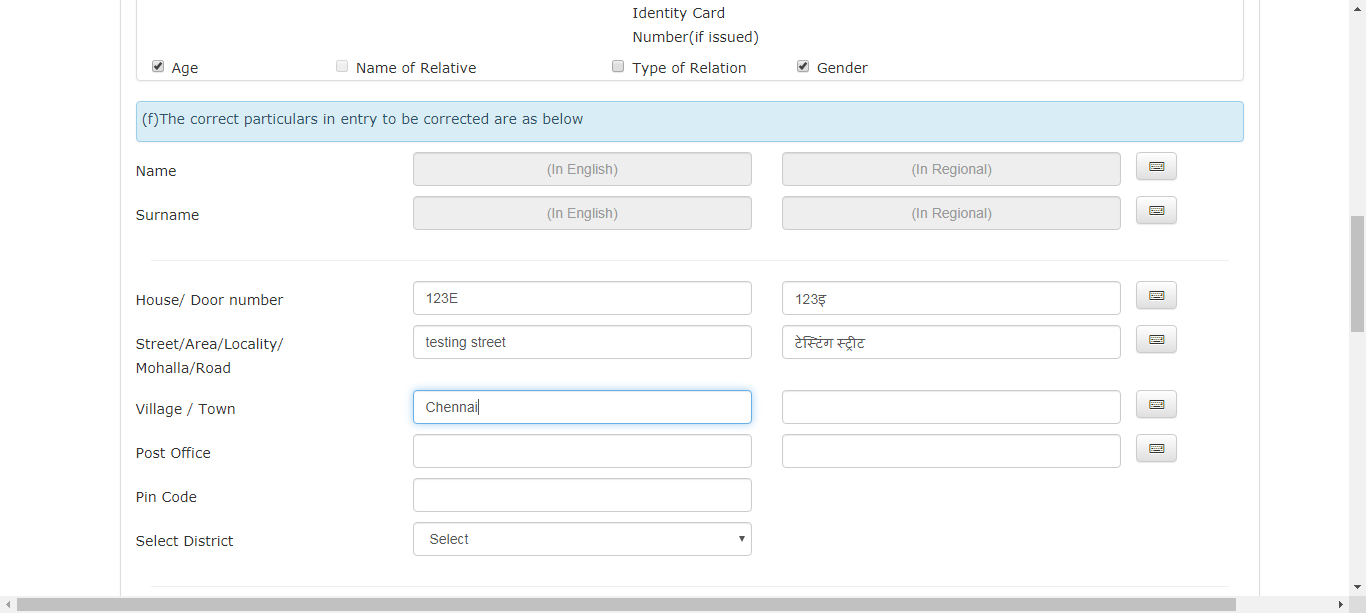 Identity Card
Number(if issued)
Age Name of Relative Type of Relation Gender
(f)The correct particulars in entry to be corrected are as below
Name (In English) (In Regional)
Surname (In English) (In Regional)
House/ Door number 123E 123इ
Street/Area/Locality/ testing street टेस्टिंग स्ट्रीट
Mohalla/Road
Village / Town Chennai
Post Office
Pin Code
Select District Select